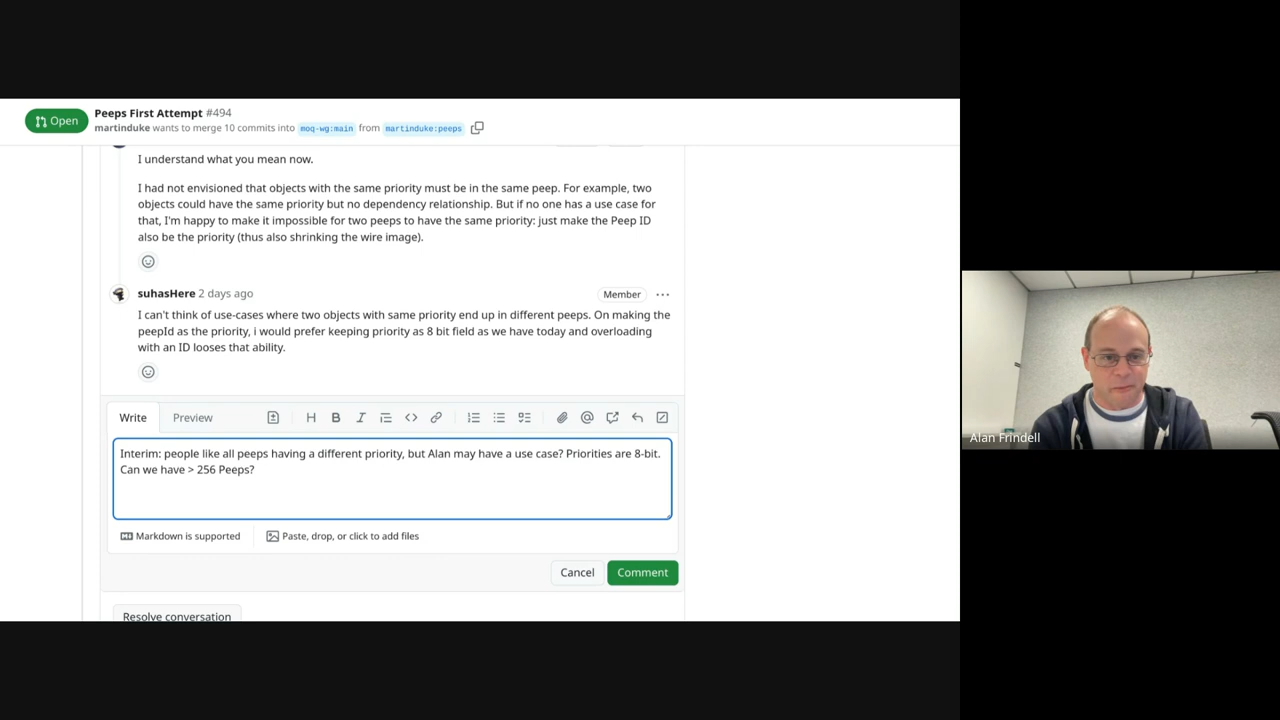 Open
Peeps First Attempt #494
martinduke wants to merge 10 commits into moq-wg:main from martinduke:peeps
I understand what you mean now.
I had not envisioned that objects with the same priority must be in the same peep. For example, two
objects could have the same priority but no dependency relationship. But if no one has a use case for
that, I'm happy to make it impossible for two peeps to have the same priority: just make the Peep ID
also be the priority (thus also shrinking the wire image).
suhasHere 2 days ago
Member
I can't think of use-cases where two objects with same priority end up in different peeps. On making the
peepId as the priority, i would prefer keeping priority as 8 bit field as we have today and overloading
with an ID looses that ability.
Write Preview
Interim: people like all peeps having a different priority, but Alan may have a use case? Priorities are 8-bit.
Can we have > 256 Peeps?
Markdown is supported
Paste, drop, or click to add files
Cancel Comment
Resolve conversation
Alan Frindell